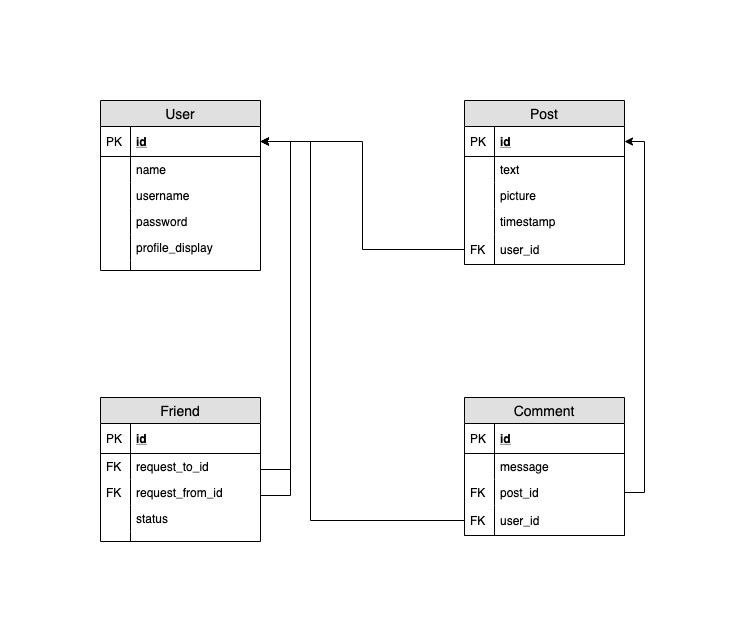 User
PK id
name
username
password
profile_display
Post
PK id
text
picture
timestamp
FK user_id
Friend
PK id
FK request_to_id
FK request_from_id
status
Comment
PK id
message
FK post_id
FK user_id